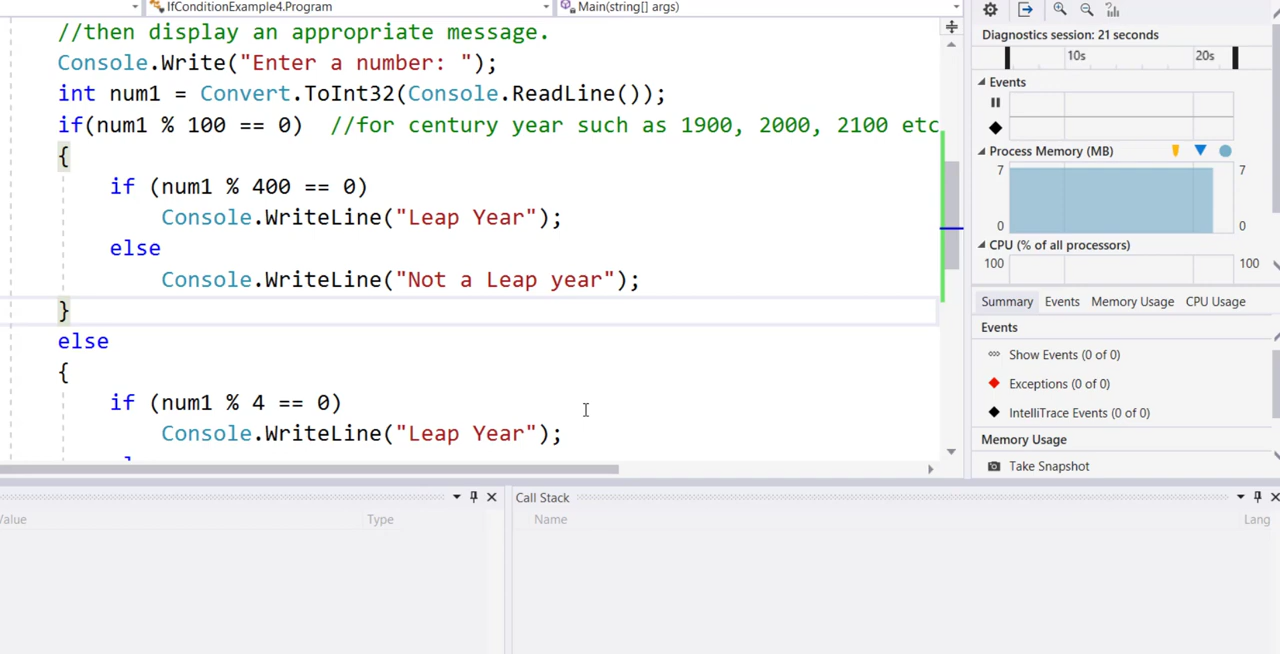 IfConditionExample4.Program Main(string[] args)
//then display an appropriate message.
Console.Write("Enter a number: ");
int num1 = Convert.ToInt32(Console.ReadLine());
if(num1 % 100 == 0)  //for century year such as 1900, 2000, 2100 etc
{
if (num1 % 400 == 0)
Console.WriteLine("Leap Year");
else
Console.WriteLine("Not a Leap year");
}
else
{
if (num1 % 4 == 0)
Console.WriteLine("Leap Year");
Diagnostics session: 21 seconds
10s 20s
Events
Process Memory (MB)
7 7
0 0
CPU (% of all processors)
100 100
Summary Events Memory Usage CPU Usage
Events
Show Events (0 of 0)
Exceptions (0 of 0)
IntelliTrace Events (0 of 0)
Memory Usage
Take Snapshot
Value Type
Call Stack
Name Lang